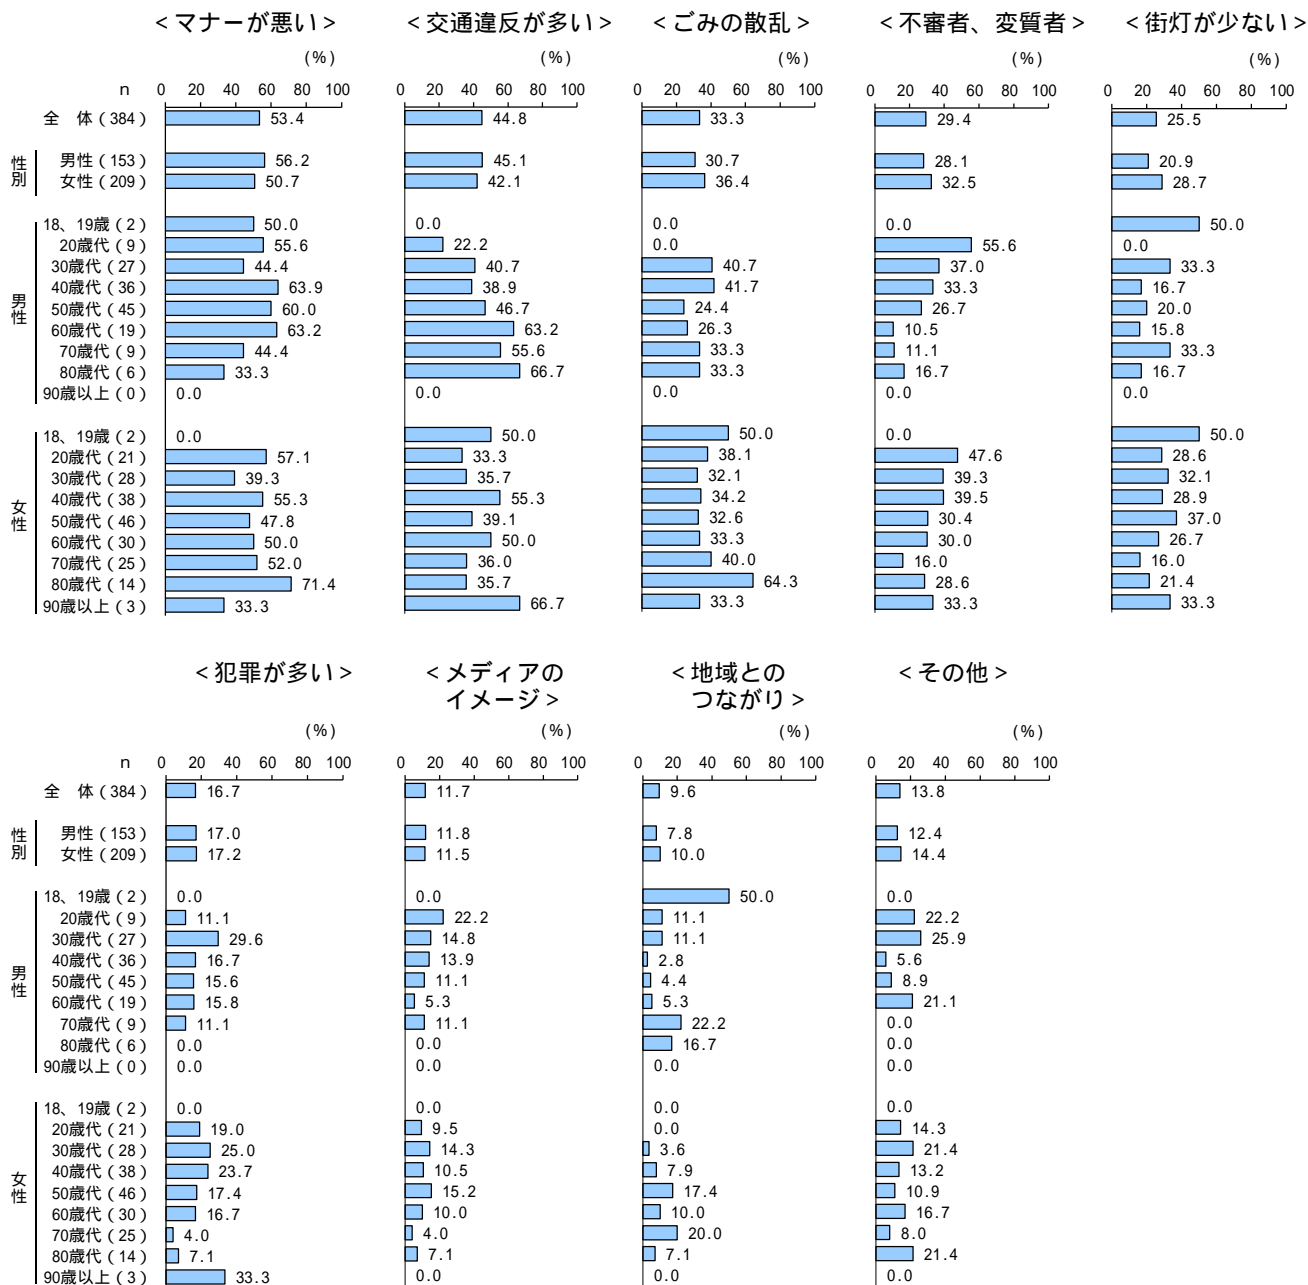 ＜マナーが悪い＞ ＜交通違反が多い＞ ＜ごみの散乱＞ ＜不審者、変質者＞ ＜街灯が少ない＞
(%) (%) (%) (%) (%)
n 0 20 40 60 80 100 0 20 40 60 80 100 0 20 40 60 80 100 0 20 40 60 80 100 0 20 40 60 80 100
全　体（384） 53.4 44.8 33.3 29.4 25.5
性別
男性（153） 56.2 45.1 30.7 28.1 20.9
女性（209） 50.7 42.1 36.4 32.5 28.7
男性
18、19歳（2） 50.0 0.0 0.0 0.0 50.0
20歳代（9） 55.6 22.2 0.0 55.6 0.0
30歳代（27） 44.4 40.7 40.7 37.0 33.3
40歳代（36） 63.9 38.9 41.7 33.3 16.7
50歳代（45） 60.0 46.7 24.4 26.7 20.0
60歳代（19） 63.2 63.2 26.3 10.5 15.8
70歳代（9） 44.4 55.6 33.3 11.1 33.3
80歳代（6） 33.3 66.7 33.3 16.7 16.7
90歳以上（0） 0.0 0.0 0.0 0.0 0.0
女性
18、19歳（2） 0.0 50.0 50.0 0.0 50.0
20歳代（21） 57.1 33.3 38.1 47.6 28.6
30歳代（28） 39.3 35.7 32.1 39.3 32.1
40歳代（38） 55.3 55.3 34.2 39.5 28.9
50歳代（46） 47.8 39.1 32.6 30.4 37.0
60歳代（30） 50.0 50.0 33.3 30.0 26.7
70歳代（25） 52.0 36.0 40.0 16.0 16.0
80歳代（14） 71.4 35.7 64.3 28.6 21.4
90歳以上（3） 33.3 66.7 33.3 33.3 33.3
＜犯罪が多い＞ ＜メディアの ＜地域との ＜その他＞
イメージ＞ つながり＞
(%) (%) (%) (%)
n 0 20 40 60 80 100 0 20 40 60 80 100 0 20 40 60 80 100 0 20 40 60 80 100
全　体（384） 16.7 11.7 9.6 13.8
性別
男性（153） 17.0 11.8 7.8 12.4
女性（209） 17.2 11.5 10.0 14.4
男性
18、19歳（2） 0.0 0.0 50.0 0.0
20歳代（9） 11.1 22.2 11.1 22.2
30歳代（27） 29.6 14.8 11.1 25.9
40歳代（36） 16.7 13.9 2.8 5.6
50歳代（45） 15.6 11.1 4.4 8.9
60歳代（19） 15.8 5.3 5.3 21.1
70歳代（9） 11.1 11.1 22.2 0.0
80歳代（6） 0.0 0.0 16.7 0.0
90歳以上（0） 0.0 0.0 0.0 0.0
女性
18、19歳（2） 0.0 0.0 0.0 0.0
20歳代（21） 19.0 9.5 0.0 14.3
30歳代（28） 25.0 14.3 3.6 21.4
40歳代（38） 23.7 10.5 7.9 13.2
50歳代（46） 17.4 15.2 17.4 10.9
60歳代（30） 16.7 10.0 10.0 16.7
70歳代（25） 4.0 4.0 20.0 8.0
80歳代（14） 7.1 7.1 7.1 21.4
90歳以上（3） 33.3 0.0 0.0 0.0